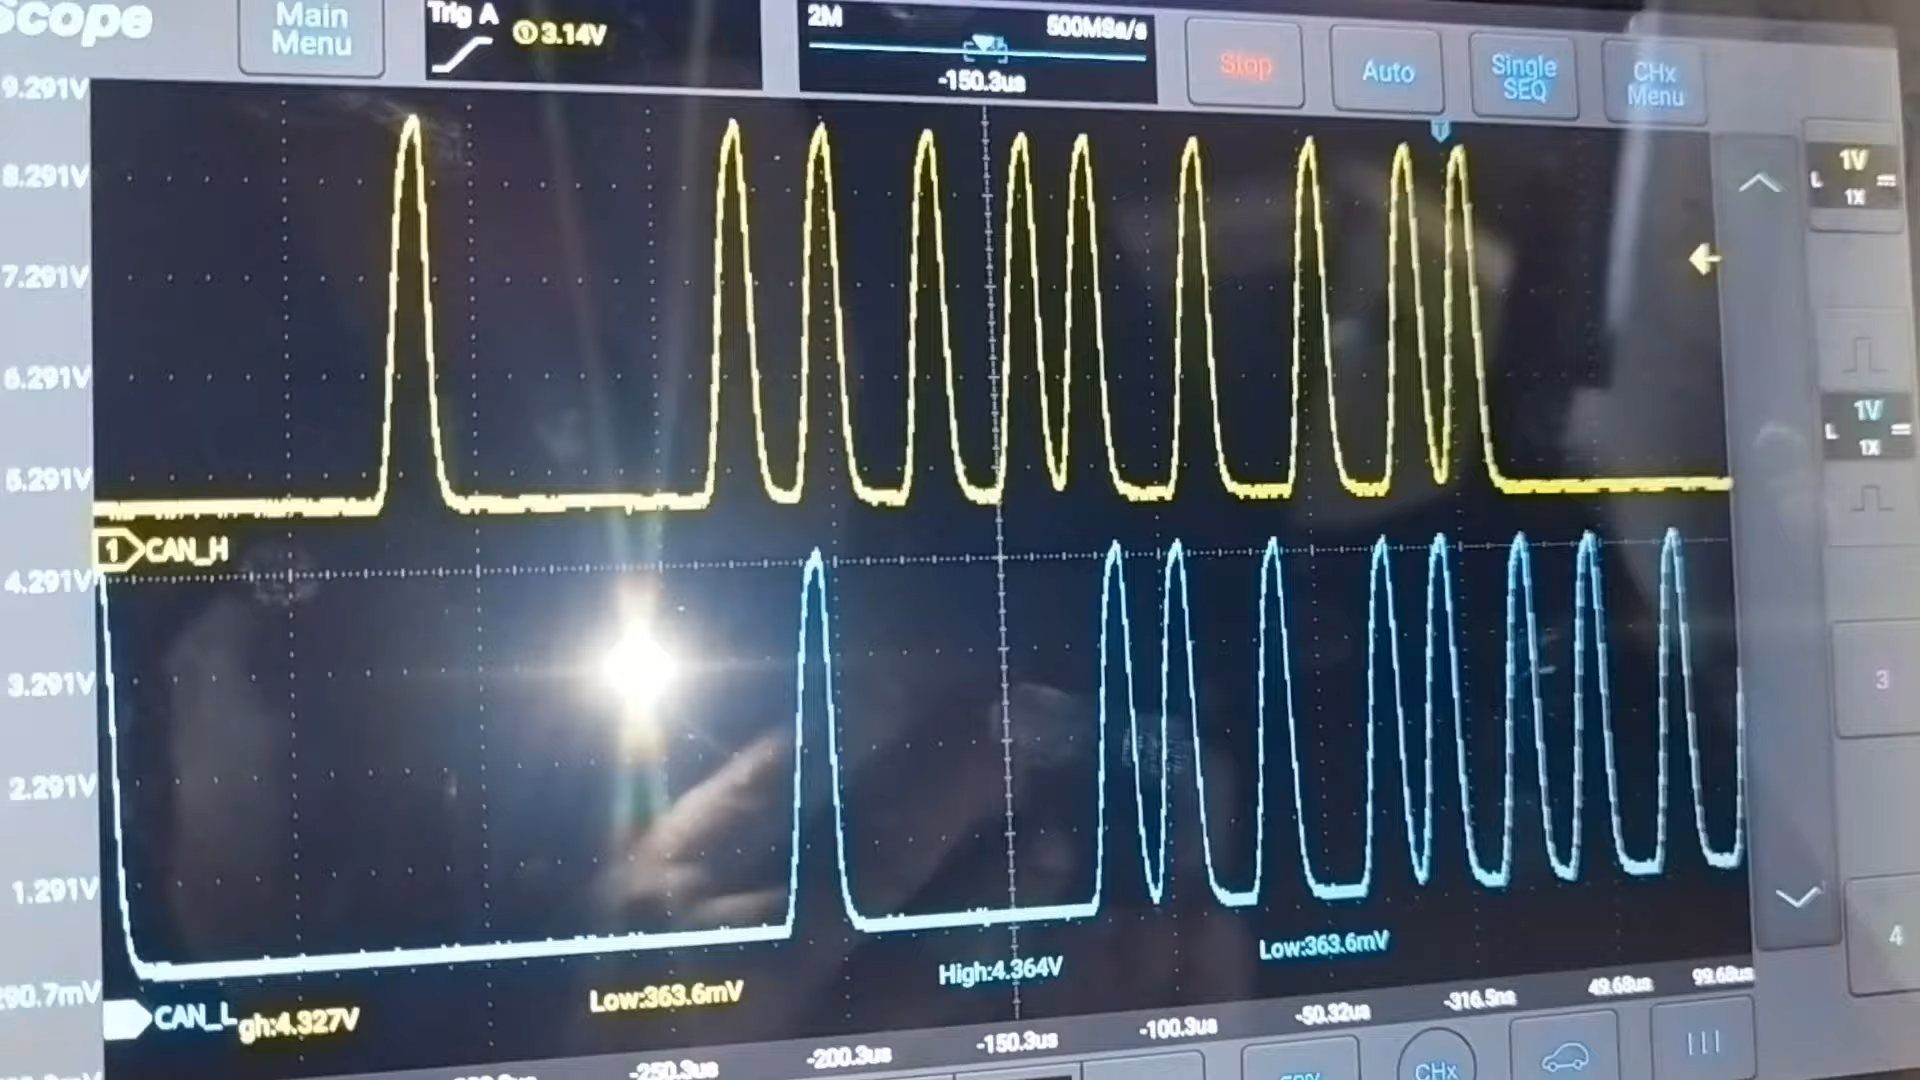 Scope
Main
Menu
Trig A
① 3.14V
2M
500MSa/s
-150.3us
Stop
Auto
Single
SEQ
CHx
Menu
9.291V
8.291V
7.291V
6.291V
5.291V
4.291V
3.291V
2.291V
1.291V
290.7mV
T
1V
L
1X
1V
L
1X
3
4
1 CAN_H
CAN_L
gh:4.327V
Low:363.6mV
High:4.364V
Low:363.6mV
-250.3us
-200.3us
-150.3us
-100.3us
-50.32us
-316.5ns
49.68us
99.68us
CHx